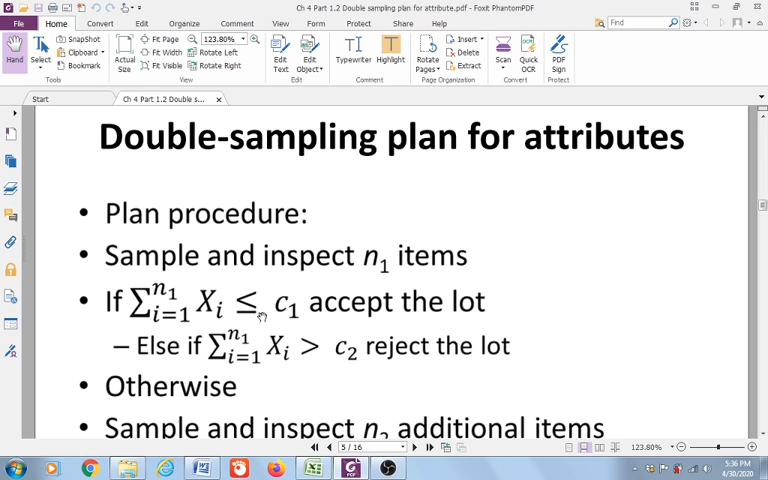 Ch 4 Part 1.2 Double sampling plan for attribute.pdf - Foxit PhantomPDF
File Home Edit Organize Comment View Form Protect Share Help
Find
SnapShot
Clipboard
Bookmark
Hand
Select
Actual Size
Fit Page
Fit Width
Fit Visible
123.80%
Rotate Left
Rotate Right
Edit Text
Edit Object
Typewriter
Highlight
Rotate Pages
Insert
Delete
Extract
Scan
Quick OCR
PDF Sign
Tools View Edit Comment Page Organization Convert Protect
Start
Ch 4 Part 1.2 Double s...
Double-sampling plan for attributes
• Plan procedure:
• Sample and inspect n₁ items
• If ∑ᵢ₌₁ⁿ¹ Xᵢ ≤ c₁ accept the lot
– Else if ∑ᵢ₌₁ⁿ¹ Xᵢ > c₂ reject the lot
• Otherwise
• Sample and inspect n₂ additional items
5 / 16
123.80%
5:36 PM
4/30/2020